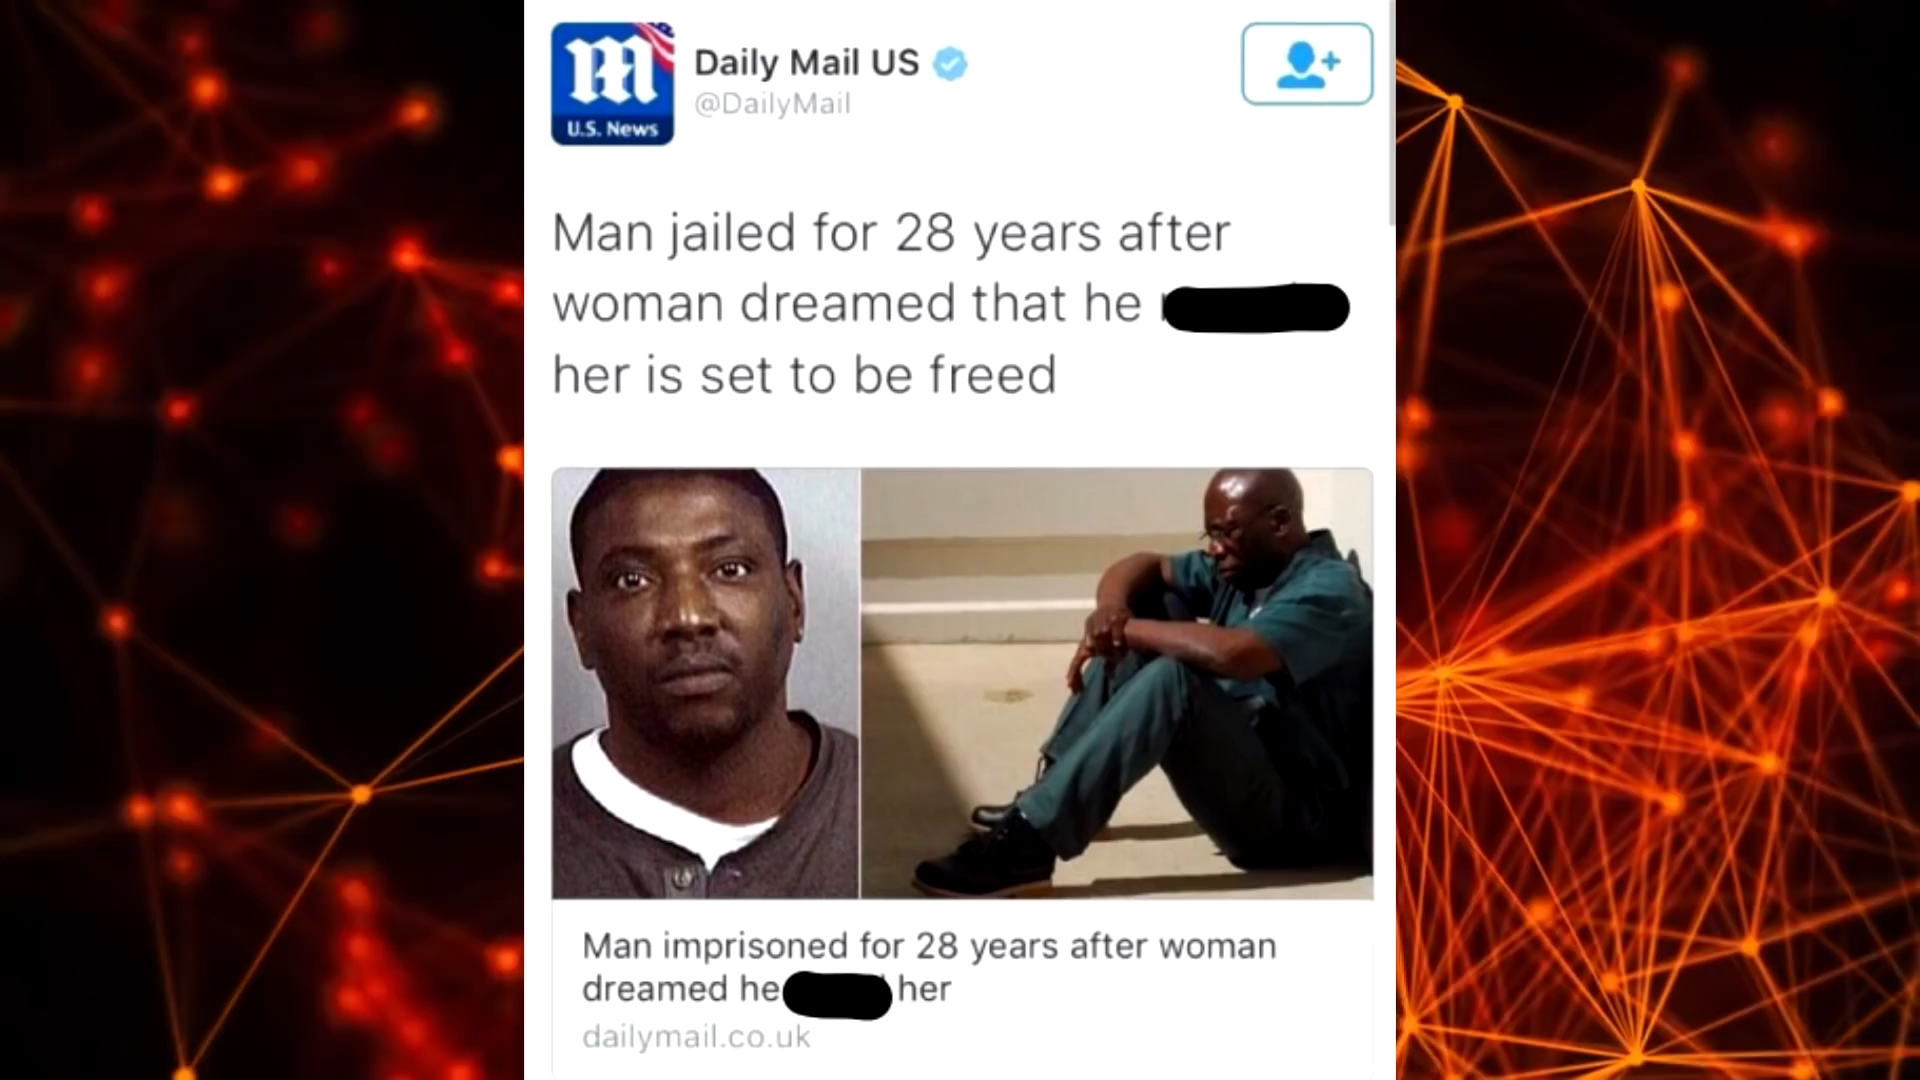 m
U.S. News
Daily Mail US
@DailyMail
Man jailed for 28 years after
woman dreamed that he
her is set to be freed
Man imprisoned for 28 years after woman
dreamed he her
dailymail.co.uk